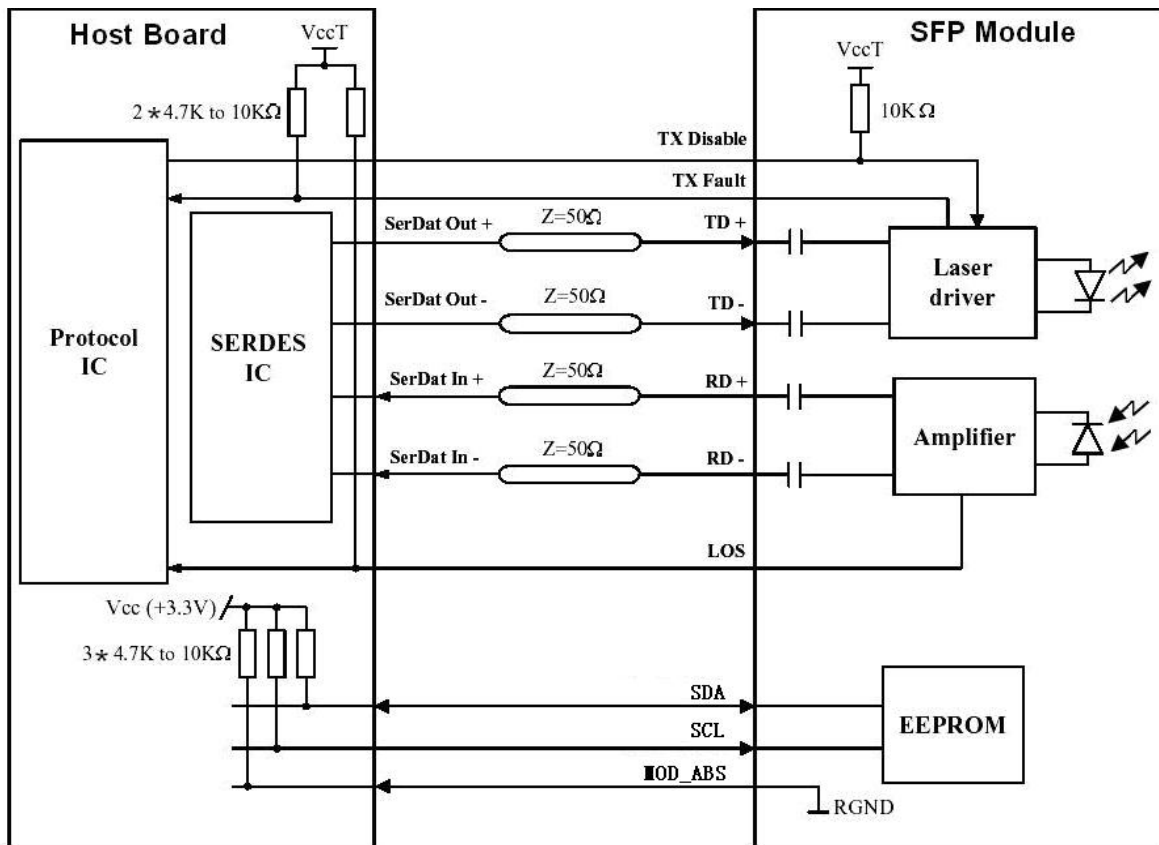 Host Board
SFP Module
VccT
VccT
2*4.7K to 10KΩ
10KΩ
TX Disable
TX Fault
SerDat Out +
Z=50Ω
TD +
SerDat Out -
Z=50Ω
TD -
Laser
driver
Protocol
IC
SERDES
IC
SerDat In +
Z=50Ω
RD +
SerDat In -
Z=50Ω
RD -
Amplifier
LOS
Vcc (+3.3V)
3*4.7K to 10KΩ
SDA
SCL
MOD_ABS
EEPROM
RGND